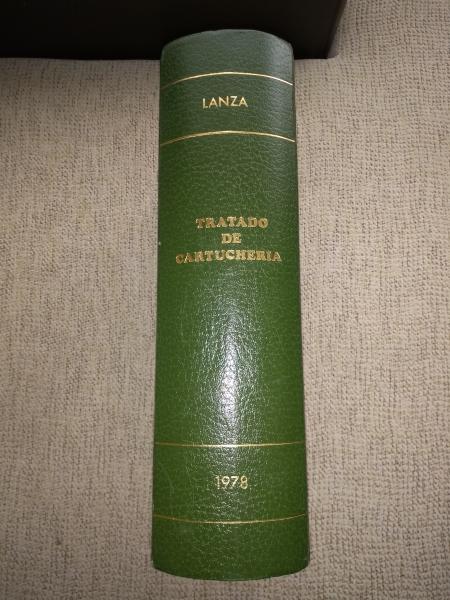 LANZA
TRATADO
DE
CARTUCHERIA
1978